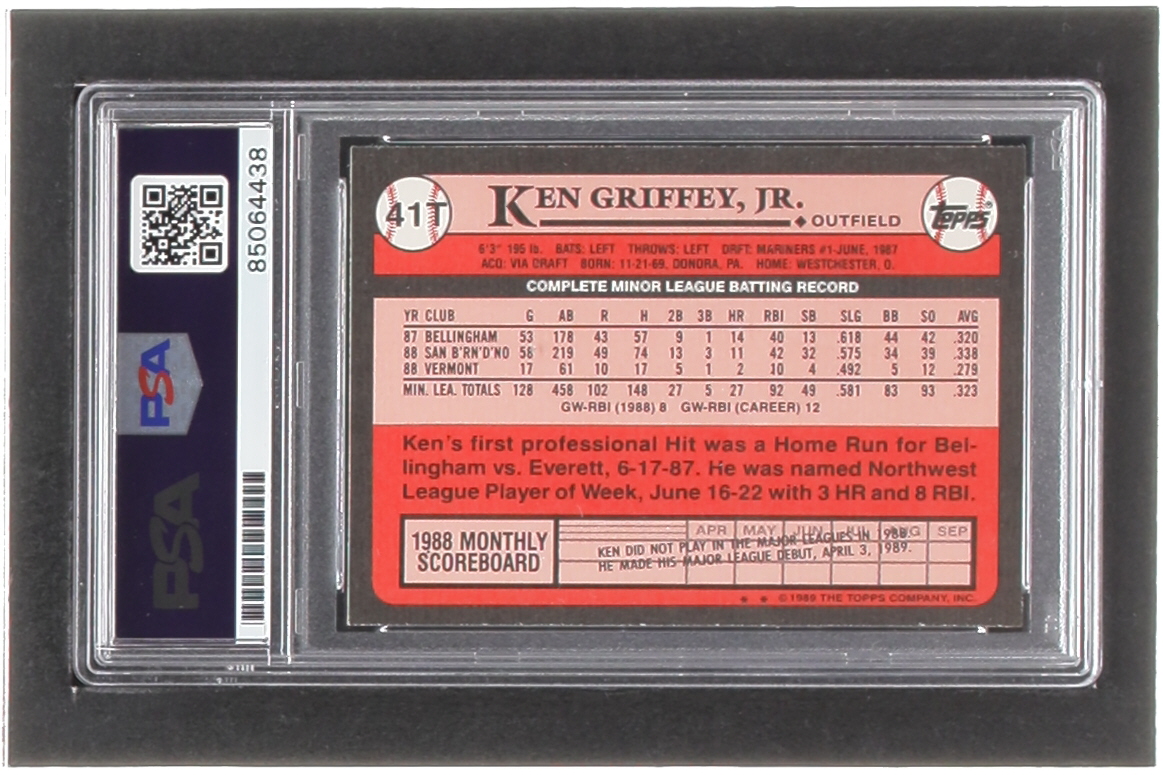 85064438
PSA
PSA
41T
KEN GRIFFEY, JR.
◆ OUTFIELD
TOPPS®
6'3" 195 lb. BATS: LEFT THROWS: LEFT DRFT: MARINERS #1-JUNE, 1987
ACQ: VIA DRAFT BORN: 11-21-69, DONORA, PA. HOME: WESTCHESTER, O.
COMPLETE MINOR LEAGUE BATTING RECORD
YR CLUB G AB R H 2B 3B HR RBI SB SLG BB SO AVG
87 BELLINGHAM 53 178 43 57 9 1 14 40 13 .618 44 42 .320
88 SAN B'RN'D'NO 58 219 49 74 13 3 11 42 32 .575 34 39 .338
88 VERMONT 17 61 10 17 5 1 2 10 4 .492 5 12 .279
MIN. LEA. TOTALS 128 458 102 148 27 5 27 92 49 .581 83 93 .323
GW-RBI (1988) 8 GW-RBI (CAREER) 12
Ken's first professional Hit was a Home Run for Bel-
lingham vs. Everett, 6-17-87. He was named Northwest
League Player of Week, June 16-22 with 3 HR and 8 RBI.
1988 MONTHLY
SCOREBOARD
APR MAY JUN JUL AUG SEP
KEN DID NOT PLAY IN THE MAJOR LEAGUES IN 1988.
HE MADE HIS MAJOR LEAGUE DEBUT, APRIL 3, 1989.
* * ©1989 THE TOPPS COMPANY, INC.